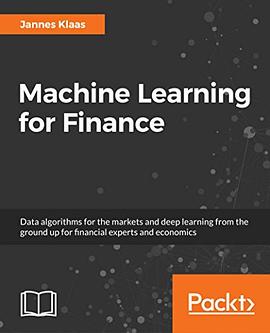 Jannes Klaas
Machine Learning
for Finance
Data algorithms for the markets and deep learning from the
ground up for financial experts and economics
Packt>